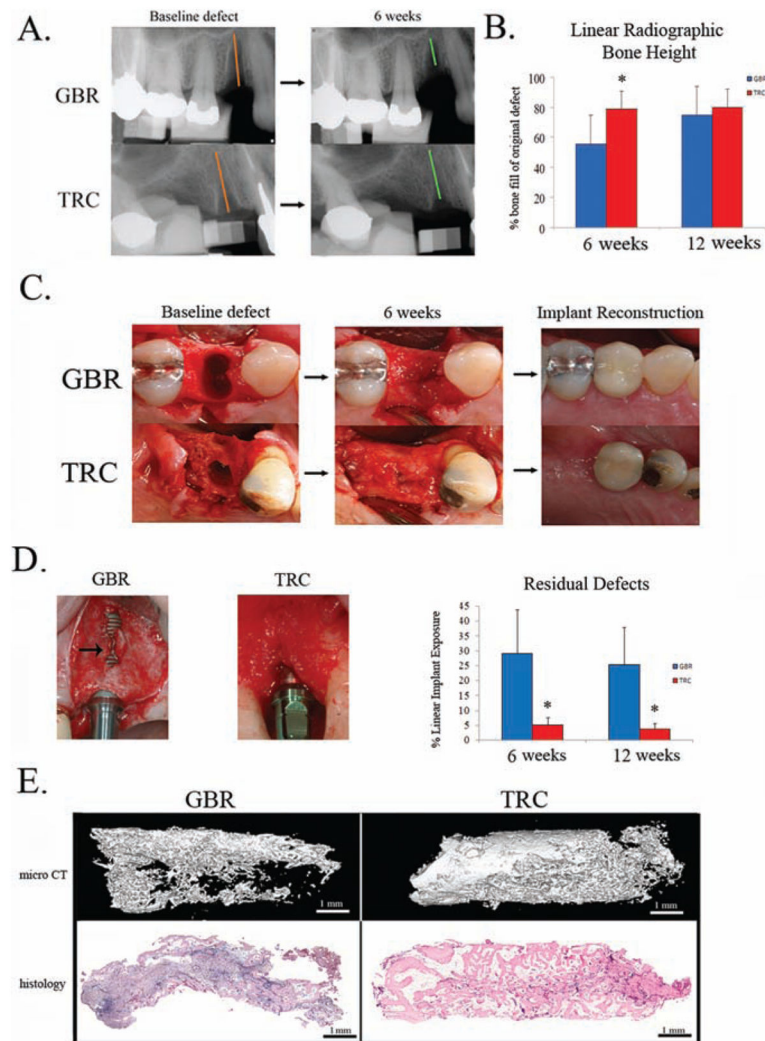 A.
Baseline defect
6 weeks
GBR
TRC
B.
Linear Radiographic
Bone Height
% bone fill of original defect
100
80
60
40
20
0
*
GBR
TRC
6 weeks
12 weeks
C.
Baseline defect
6 weeks
Implant Reconstruction
GBR
TRC
D.
GBR
TRC
Residual Defects
% Linear Implant Exposure
45
40
35
30
25
20
15
10
5
0
*
*
GBR
TRC
6 weeks
12 weeks
E.
GBR
TRC
micro CT
1 mm
1 mm
histology
1 mm
1 mm